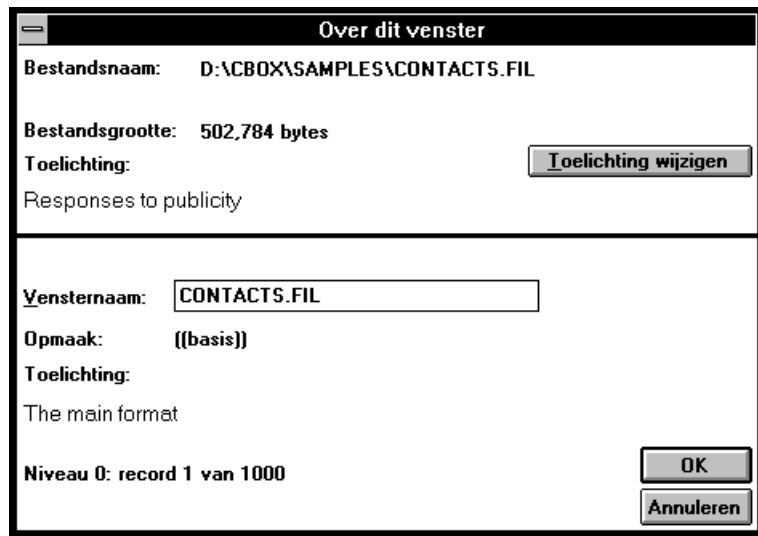 Over dit venster
Bestandsnaam: D:\CBOX\SAMPLES\CONTACTS.FIL
Bestandsgrootte: 502,784 bytes
Toelichting: Toelichting wijzigen
Responses to publicity
Vensternaam: CONTACTS.FIL
Opmaak: ((basis))
Toelichting:
The main format
Niveau 0: record 1 van 1000
OK
Annuleren